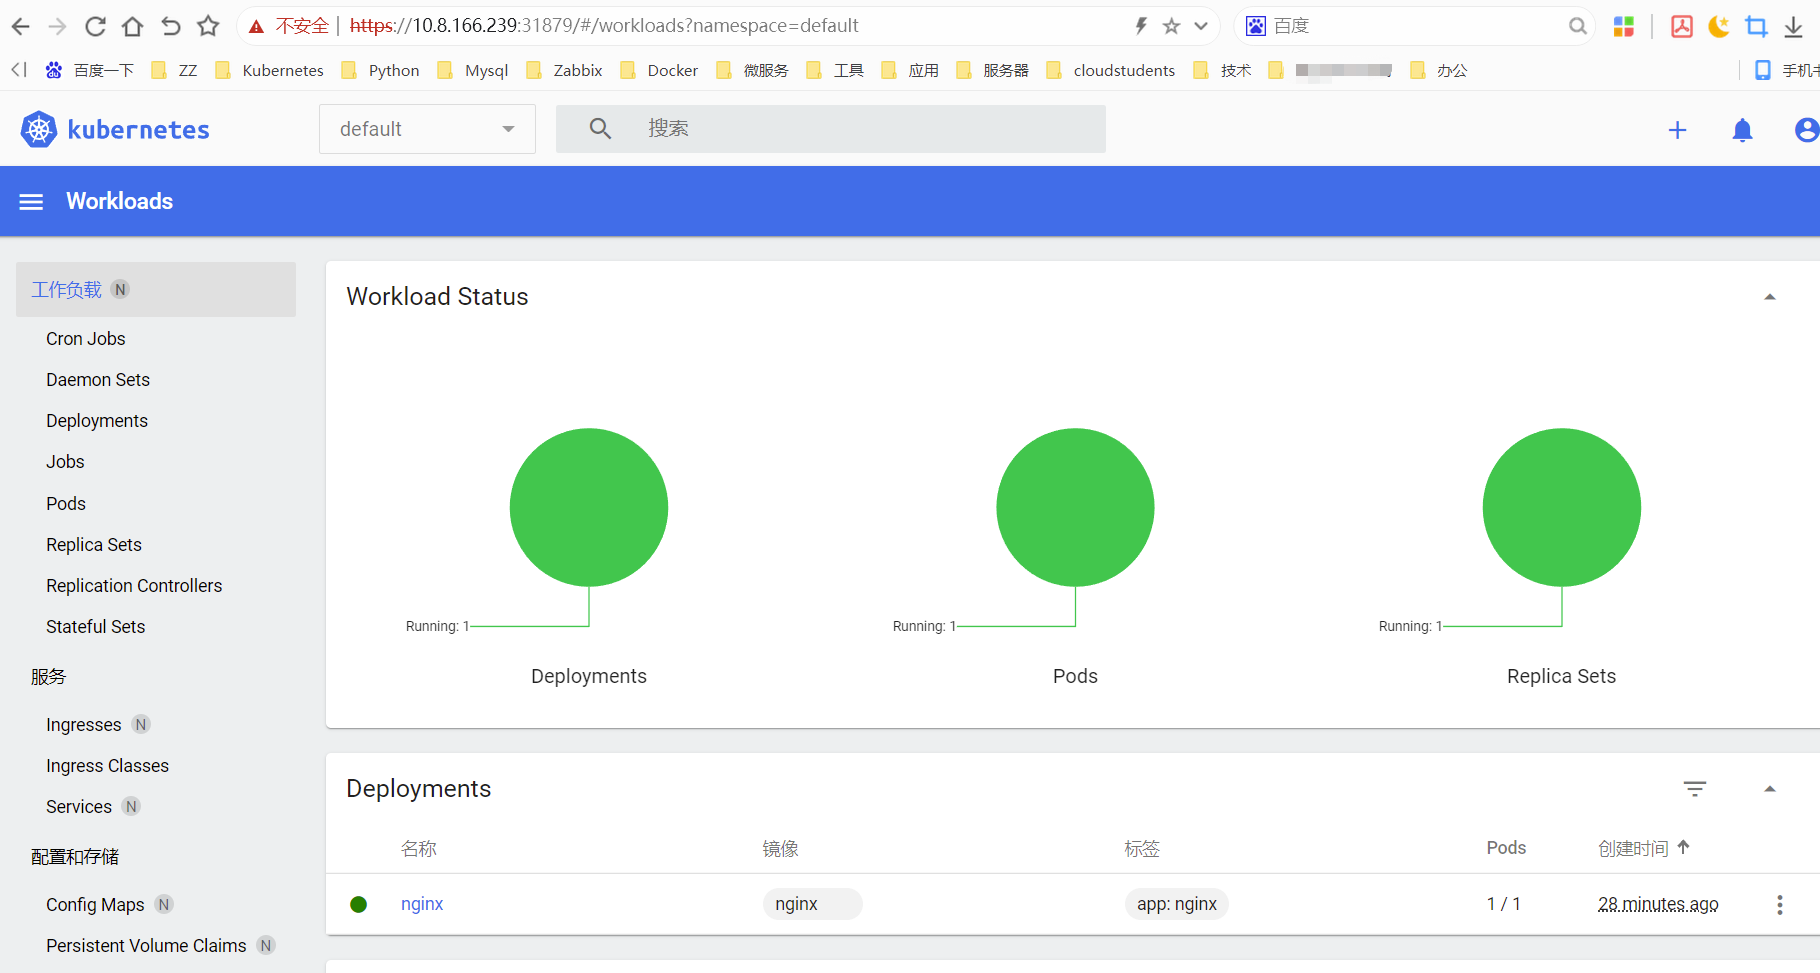 不安全 | https://10.8.166.239:31879/#/workloads?namespace=default 百度
百度一下 ZZ Kubernetes Python Mysql Zabbix Docker 微服务 工具 应用 服务器 cloudstudents 技术 办公 手机
kubernetes default 搜索
Workloads
工作负载 N
Cron Jobs
Daemon Sets
Deployments
Jobs
Pods
Replica Sets
Replication Controllers
Stateful Sets
服务
Ingresses N
Ingress Classes
Services N
配置和存储
Config Maps N
Persistent Volume Claims N
Workload Status
Running: 1 Running: 1 Running: 1
Deployments Pods Replica Sets
Deployments
名称 镜像 标签 Pods 创建时间
nginx nginx app: nginx 1 / 1 28 minutes ago